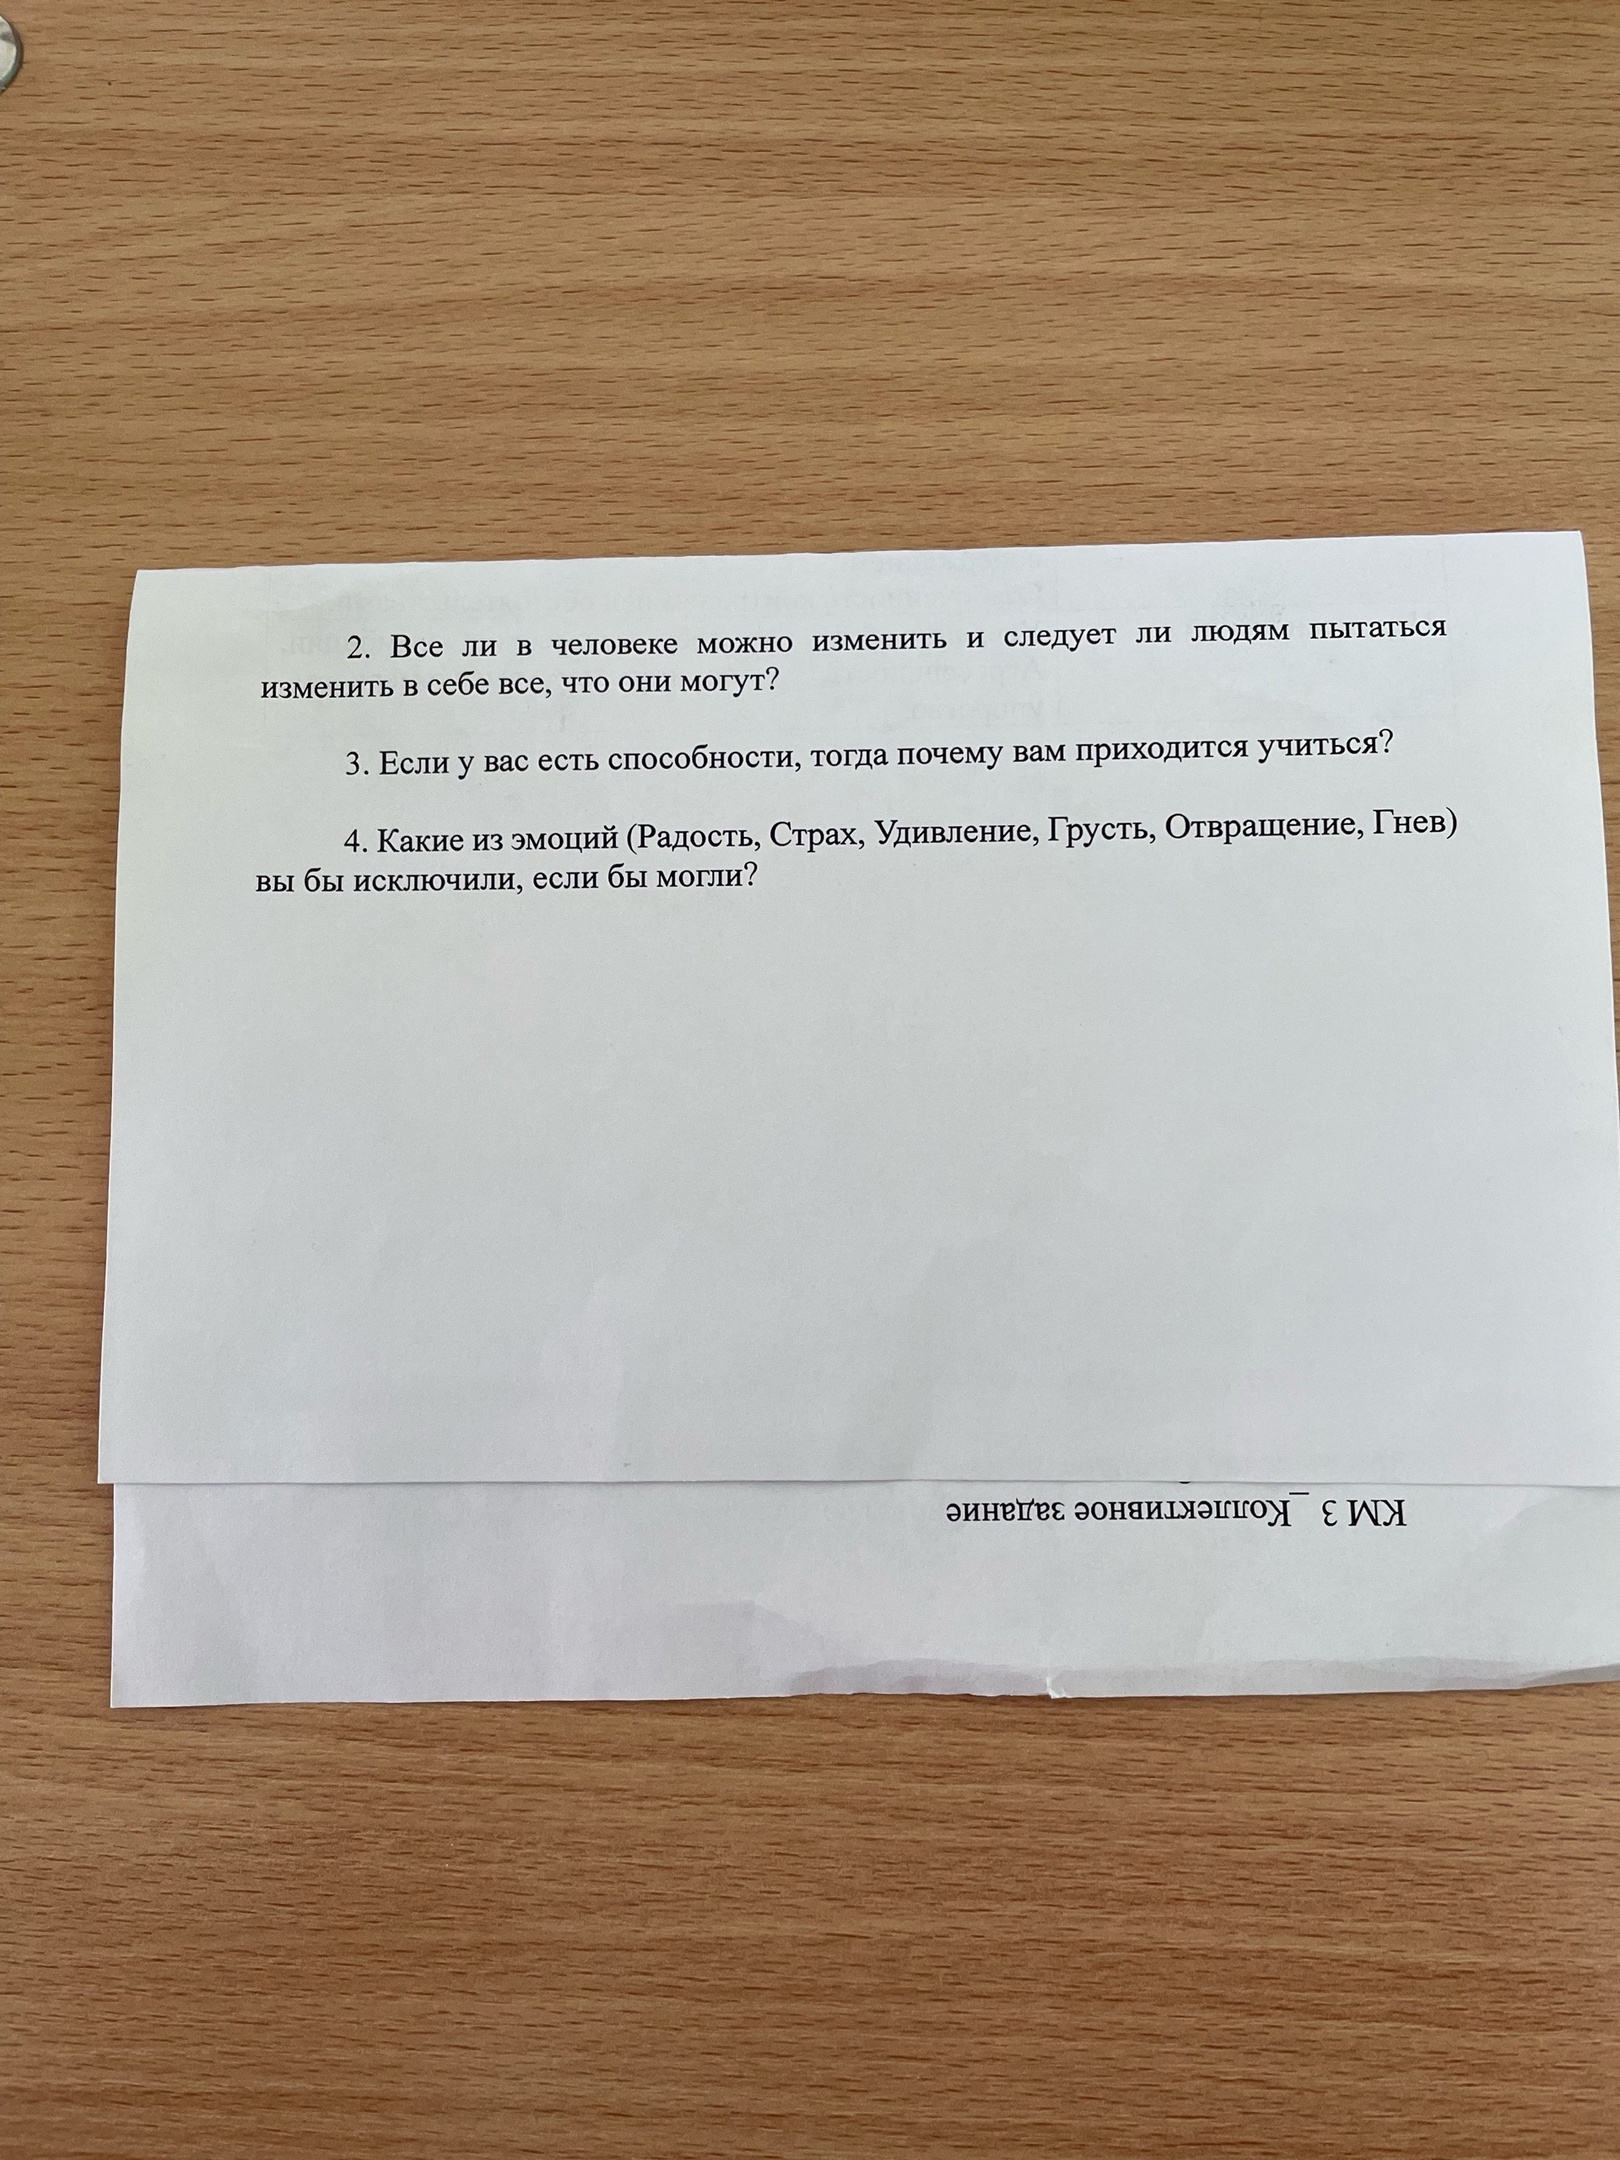 2. Все ли в человеке можно изменить и следует ли людям пытаться
изменить в себе все, что они могут?
3. Если у вас есть способности, тогда почему вам приходится учиться?
4. Какие из эмоций (Радость, Страх, Удивление, Грусть, Отвращение, Гнев)
вы бы исключили, если бы могли?
КМ 3 _Коллективное задание